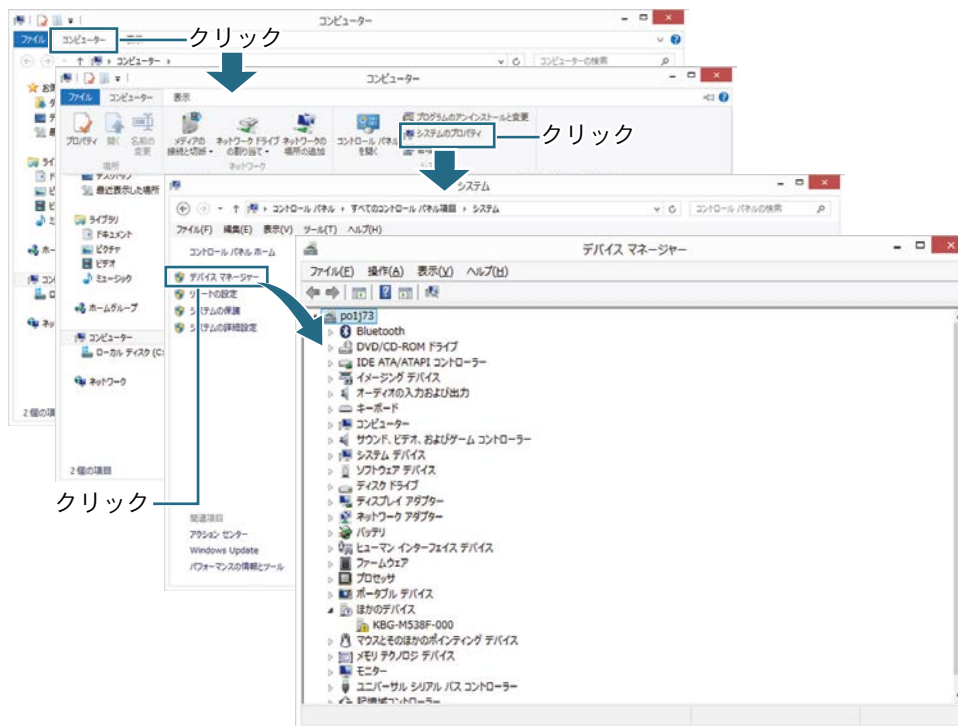 コンピューター
ファイル コンピューター
クリック
コンピューター
コンピューターの検索
コンピューター
ファイル コンピューター 表示
プロパティ 開く 名前の変更
メディアの接続と切断 ネットワーク ドライブの割り当て ネットワークの場所の追加
コントロール パネルを開く
プログラムのアンインストールと変更
システムのプロパティ
クリック
場所 ネットワーク
最近表示した場所
ライブラリ
ドキュメント
ピクチャ
ビデオ
ミュージック
ホームグループ
コンピューター
ローカル ディスク (C:
ネットワーク
2 個の項
2 個の項目
システム
コントロール パネル すべてのコントロール パネル項目 システム
コントロール パネルの検索
ファイル(F) 編集(E) 表示(V) ツール(T) ヘルプ(H)
コントロール パネル ホーム
デバイス マネージャー
システムの保護
システムの詳細設定
クリック
関連項目
アクション センター
Windows Update
パフォーマンスの情報とツール
デバイス マネージャー
ファイル(F) 操作(A) 表示(V) ヘルプ(H)
po1j73
Bluetooth
DVD/CD-ROM ドライブ
IDE ATA/ATAPI コントローラー
イメージング デバイス
オーディオの入力および出力
キーボード
コンピューター
サウンド、ビデオ、およびゲーム コントローラー
システム デバイス
ソフトウェア デバイス
ディスク ドライブ
ディスプレイ アダプター
ネットワーク アダプター
バッテリ
ヒューマン インターフェイス デバイス
ファームウェア
プロセッサ
ポータブル デバイス
ほかのデバイス
KBG-M538F-000
マウスとそのほかのポインティング デバイス
メモリ テクノロジ デバイス
モニター
ユニバーサル シリアル バス コントローラー
記憶域コントローラー